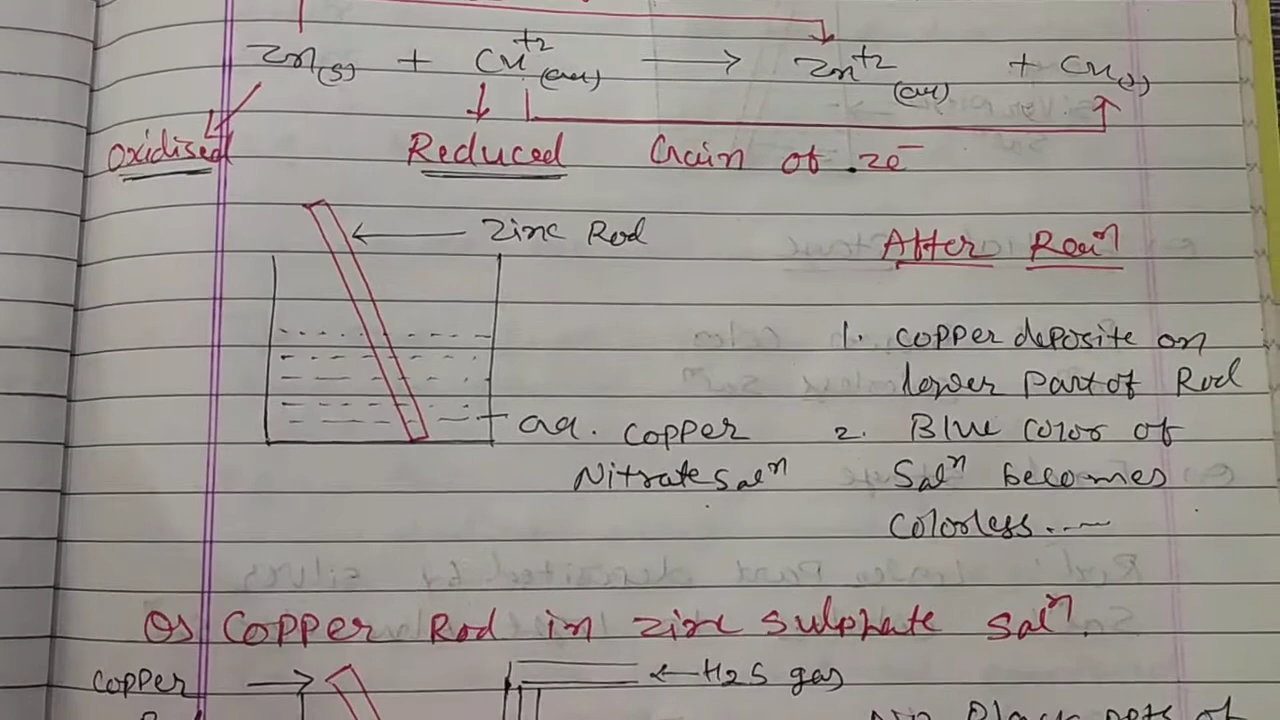 Zn(s) + Cu+2(aq) → Zn+2(aq) + Cu(s)
Oxidised Reduced Gain of 2e-
Zinc Rod
After Reaⁿ
1. Copper deposite on
lower part of Rod
aq. Copper
Nitrate Solⁿ
2. Blue color of
Solⁿ becomes
Colorless....
Copper Rod in zinc sulphate solⁿ.
Copper
H2S gas